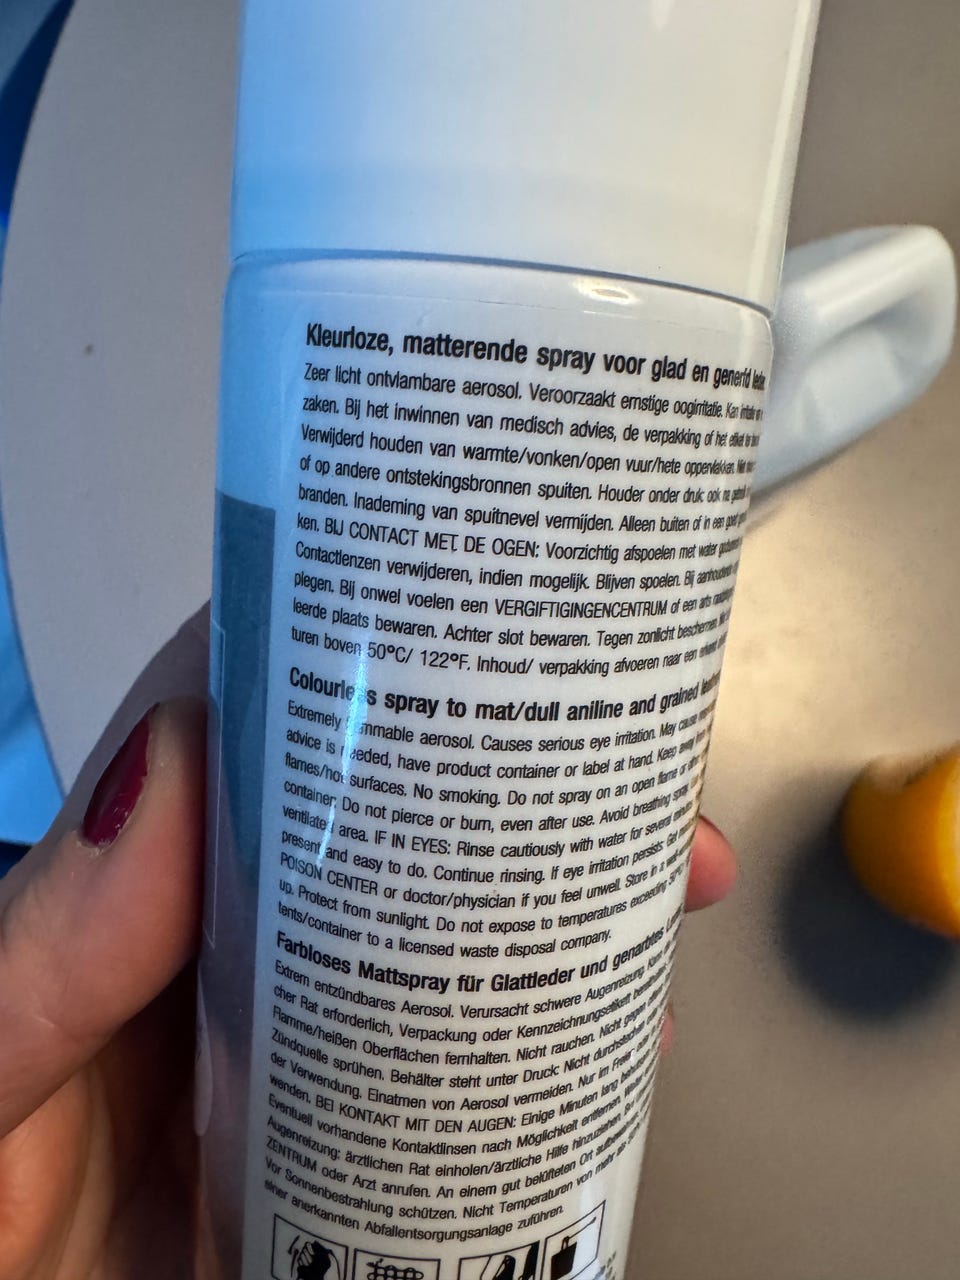 Kleurloze, matterende spray voor glad en generfd leder
Zeer licht ontvlambare aerosol. Veroorzaakt ernstige oogirritatie. Kan
zaken. Bij het inwinnen van medisch advies, de verpakking of het etiket
Verwijderd houden van warmte/vonken/open vuur/hete oppervlakken. Niet
of op andere ontstekingsbronnen spuiten. Houder onder druk: ook na
branden. Inademing van spuitnevel vermijden. Alleen buiten of in een goed
ken. BIJ CONTACT MET DE OGEN: Voorzichtig afspoelen met water
Contactlenzen verwijderen, indien mogelijk. Blijven spoelen. Bij
plegen. Bij onwel voelen een VERGIFTIGINGENCENTRUM of een arts
leerde plaats bewaren. Achter slot bewaren. Tegen zonlicht beschermen.
turen boven 50°C/ 122°F. Inhoud/ verpakking afvoeren naar een
Colourless spray to mat/dull aniline and grained
Extremely flammable aerosol. Causes serious eye irritation. May cause
advice is needed, have product container or label at hand. Keep away
flames/hot surfaces. No smoking. Do not spray on an open flame or
container: Do not pierce or burn, even after use. Avoid breathing spray.
ventilated area. IF IN EYES: Rinse cautiously with water for several minutes.
present and easy to do. Continue rinsing. If eye irritation persists: Get
POISON CENTER or doctor/physician if you feel unwell. Store in a
up. Protect from sunlight. Do not expose to temperatures exceeding 50°C
tents/container to a licensed waste disposal company.
Farbloses Mattspray für Glattleder und genarbtes
Extrem entzündbares Aerosol. Verursacht schwere Augenreizung. Kann
cher Rat erforderlich, Verpackung oder Kennzeichnungsetikett
Flamme/heißen Oberflächen fernhalten. Nicht rauchen. Nicht gegen
Zündquelle sprühen. Behälter steht unter Druck: Nicht durchstechen
der Verwendung. Einatmen von Aerosol vermeiden. Nur im Freien
wenden. BEI KONTAKT MIT DEN AUGEN: Einige Minuten lang
Eventuell vorhandene Kontaktlinsen nach Möglichkeit entfernen.
Augenreizung: ärztlichen Rat einholen/ärztliche Hilfe hinzuziehen.
ZENTRUM oder Arzt anrufen. An einem gut belüfteten Ort
Vor Sonnenbestrahlung schützen. Nicht Temperaturen von mehr als
einer anerkannten Abfallentsorgungsanlage zuführen.